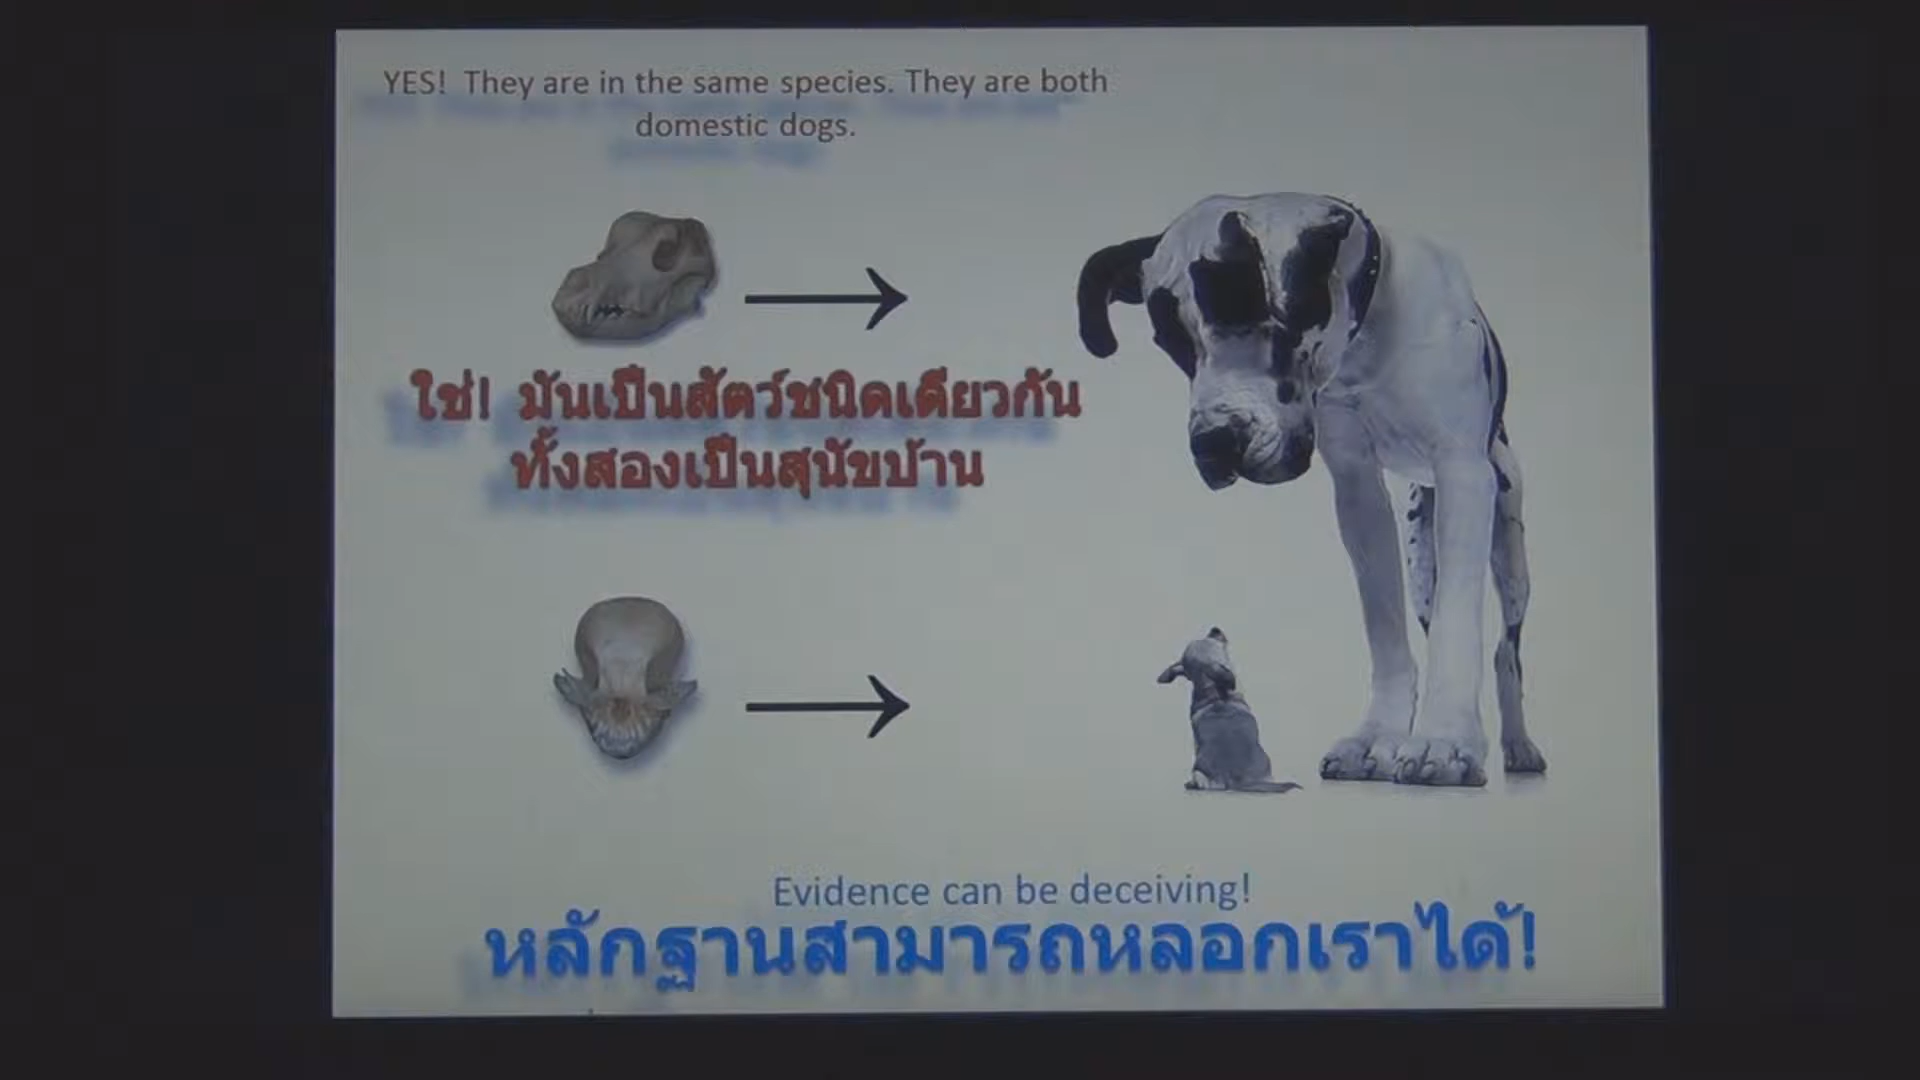 YES! They are in the same species. They are both
domestic dogs.
ใช่! มันเป็นสัตว์ชนิดเดียวกัน
ทั้งสองเป็นสุนัขบ้าน
Evidence can be deceiving!
หลักฐานสามารถหลอกเราได้!